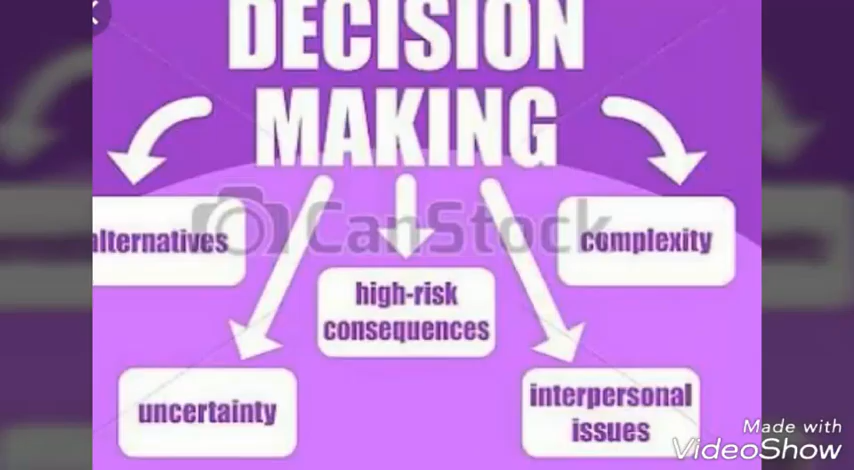 DECISION
MAKING
alternatives
complexity
CanStock
high-risk
consequences
uncertainty
interpersonal
issues
Made with
VideoShow